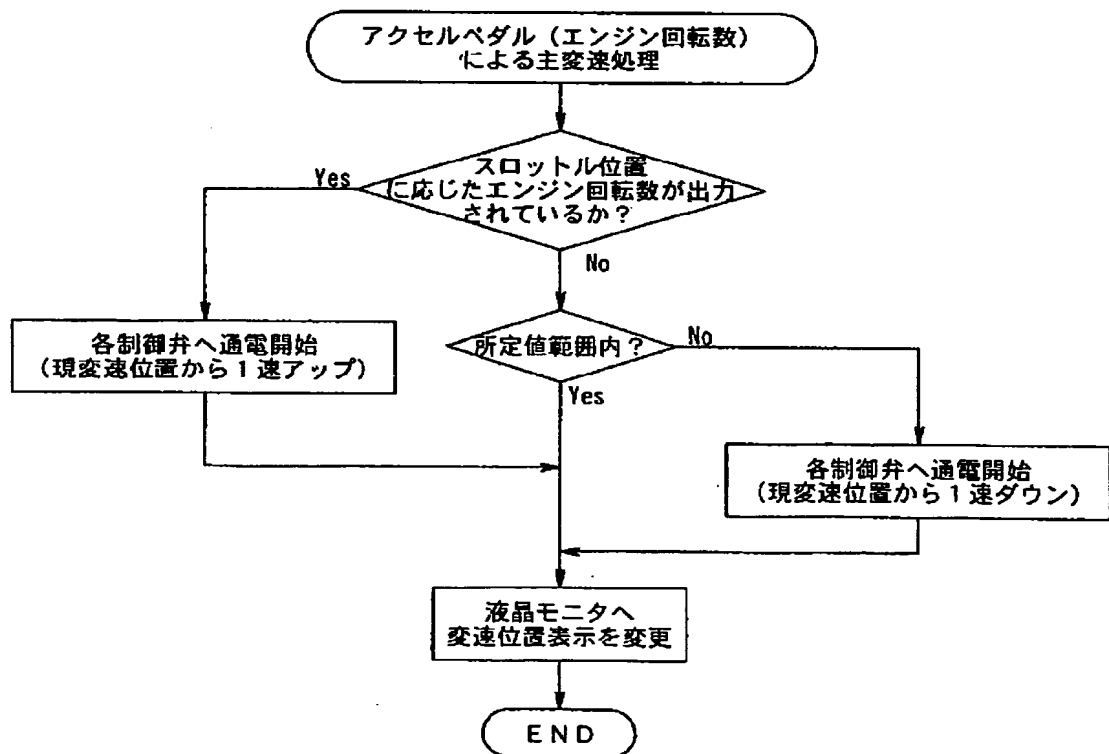 アクセルペダル（エンジン回転数）
による主変速処理
スロットル位置
に応じたエンジン回転数が出力
されているか？
Yes
No
各制御弁へ通電開始
（現変速位置から１速アップ）
所定値範囲内？
No
Yes
各制御弁へ通電開始
（現変速位置から１速ダウン）
液晶モニタへ
変速位置表示を変更
ＥＮＤ